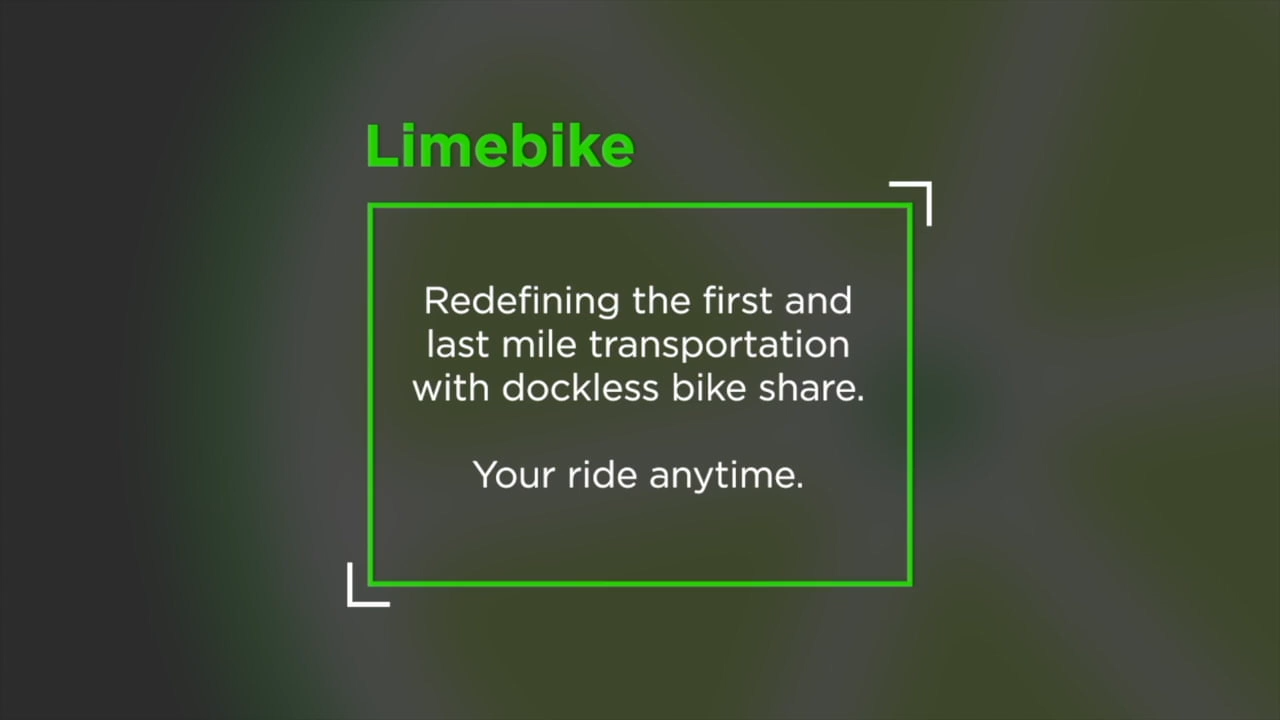 Limebike
Redefining the first and
last mile transportation
with dockless bike share.
Your ride anytime.